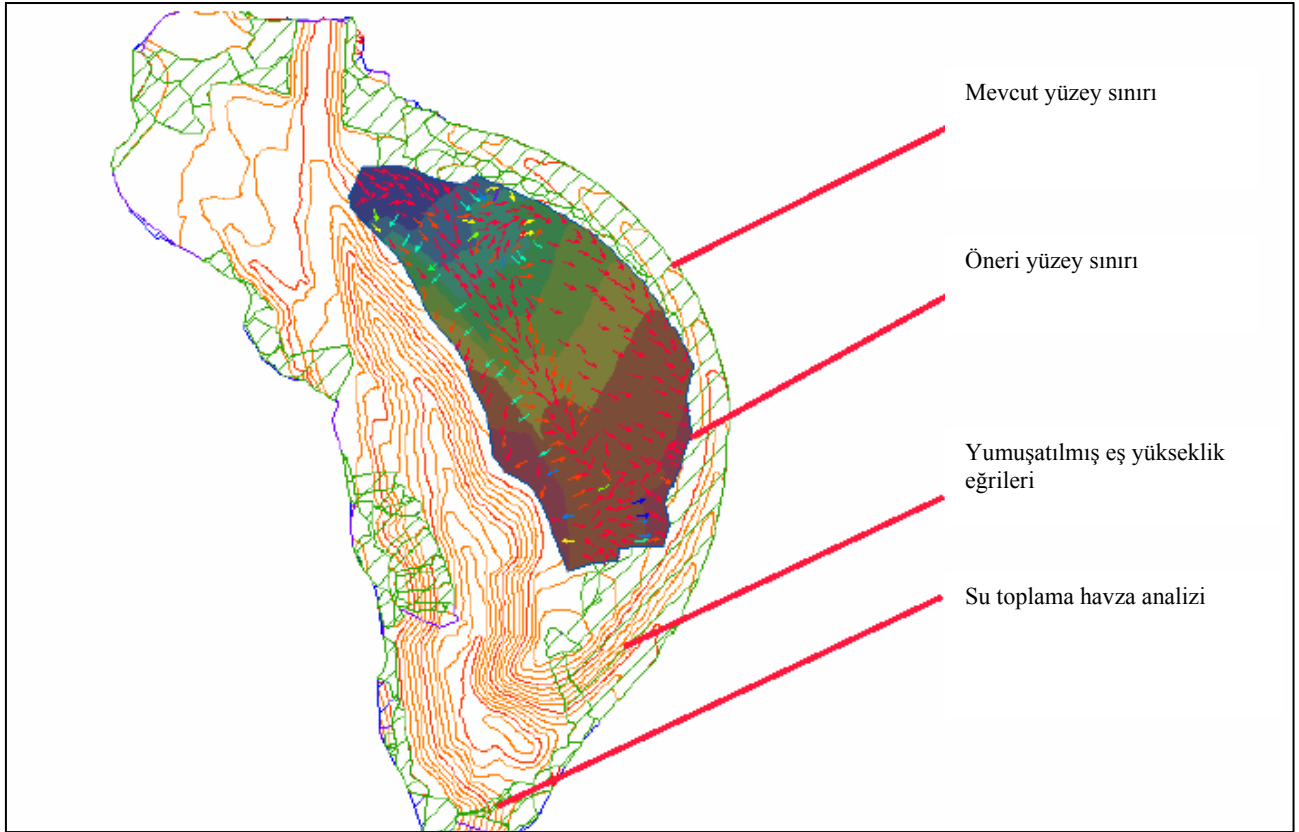 Mevcut yüzey sınırı
Öneri yüzey sınırı
Yumuşatılmış eş yükseklik
eğrileri
Su toplama havza analizi